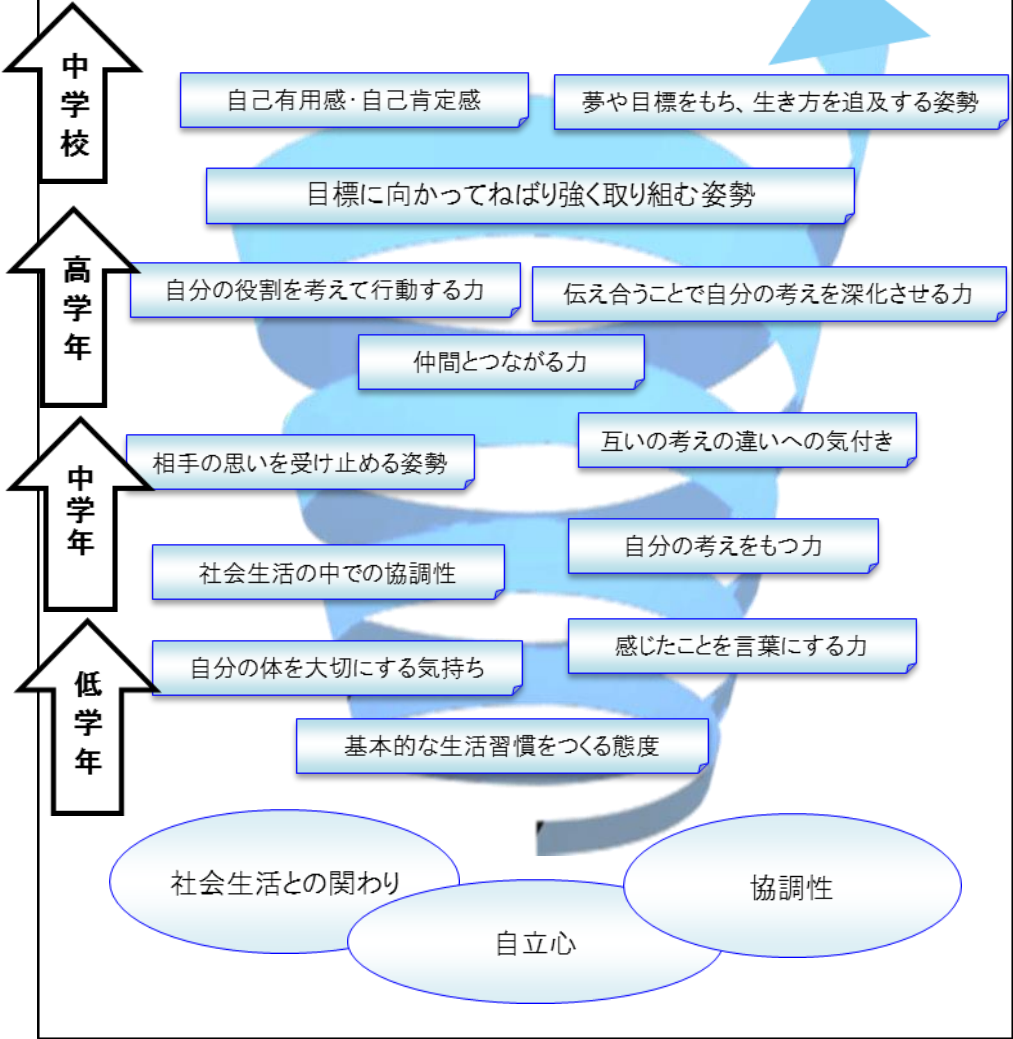 中学校
自己有用感・自己肯定感
夢や目標をもち、生き方を追及する姿勢
目標に向かってねばり強く取り組む姿勢
高学年
自分の役割を考えて行動する力
伝え合うことで自分の考えを深化させる力
仲間とつながる力
中学年
互いの考えの違いへの気付き
相手の思いを受け止める姿勢
自分の考えをもつ力
社会生活の中での協調性
低学年
感じたことを言葉にする力
自分の体を大切にする気持ち
基本的な生活習慣をつくる態度
社会生活との関わり
協調性
自立心